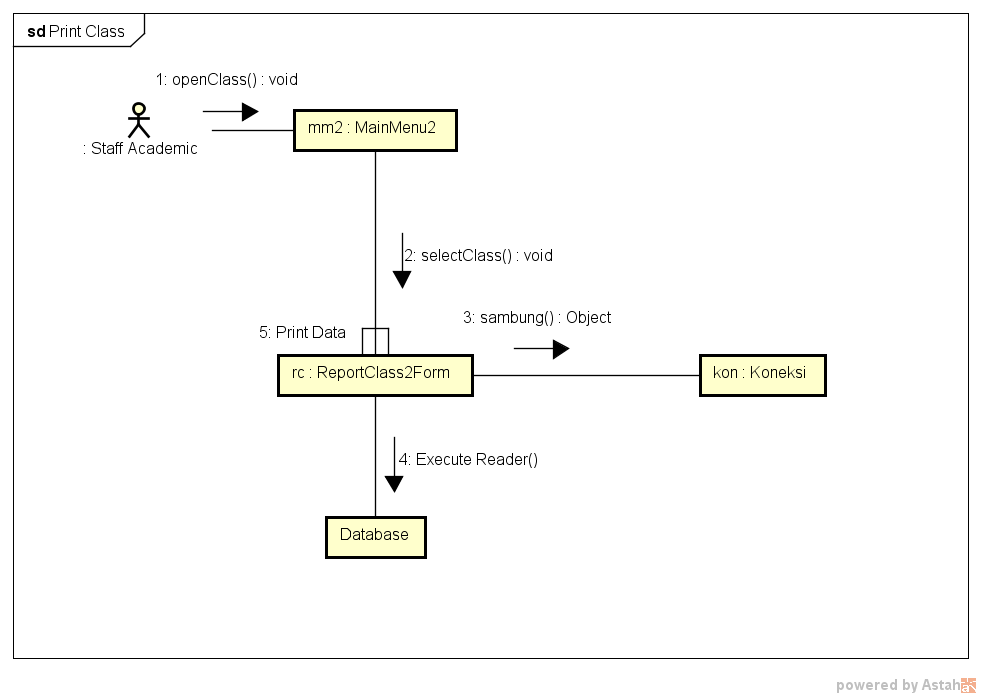 sd Print Class
1: openClass() : void
: Staff Academic
mm2 : MainMenu2
2: selectClass() : void
3: sambung() : Object
5: Print Data
rc : ReportClass2Form
kon : Koneksi
4: Execute Reader()
Database
powered by Astah